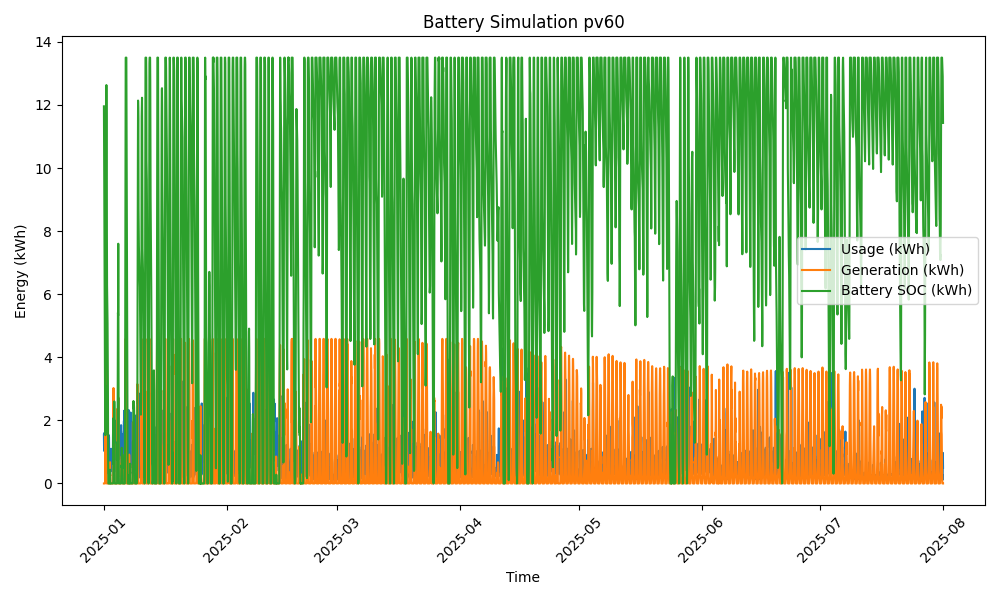 Battery Simulation pv60
Energy (kWh)
14
12
10
8
6
4
2
0
Usage (kWh)
Generation (kWh)
Battery SOC (kWh)
2025-01
2025-02
2025-03
2025-04
2025-05
2025-06
2025-07
2025-08
Time